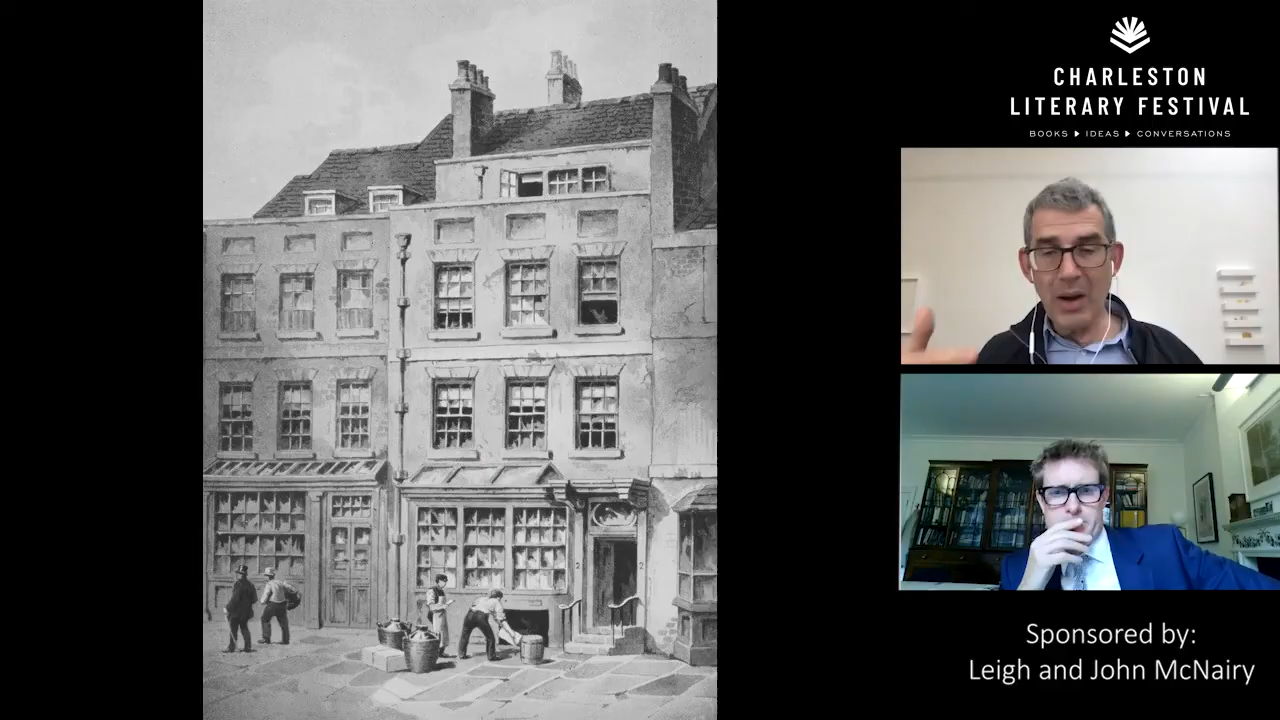 CHARLESTON
LITERARY FESTIVAL
BOOKS IDEAS CONVERSATIONS
Sponsored by:
Leigh and John McNairy